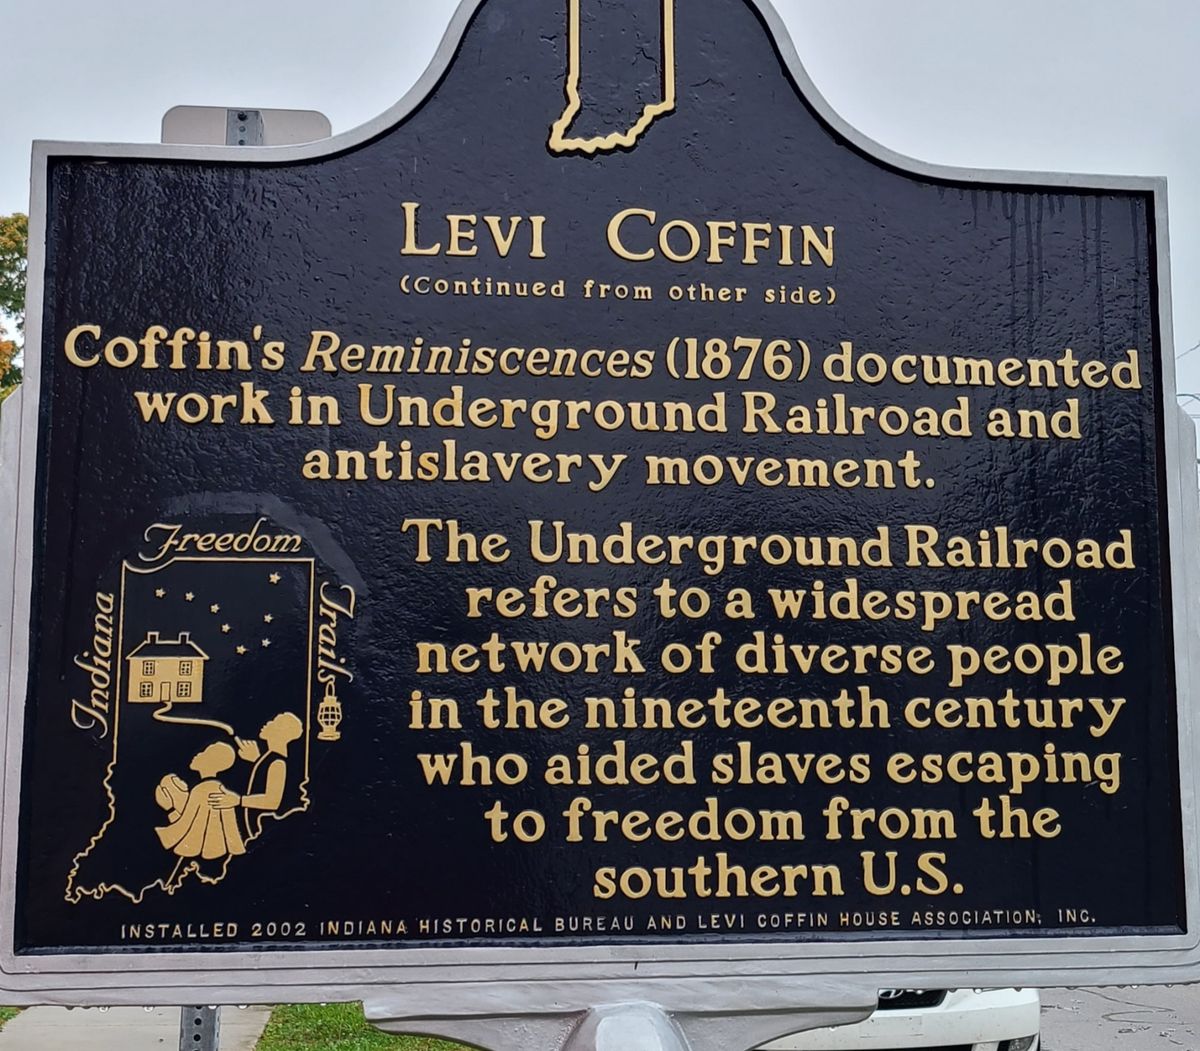 LEVI COFFIN
(Continued from other side)
Coffin's Reminiscences (1876) documented
work in Underground Railroad and
antislavery movement.
Indiana
Freedom
Trails
The Underground Railroad
refers to a widespread
network of diverse people
in the nineteenth century
who aided slaves escaping
to freedom from the
southern U.S.
INSTALLED 2002 INDIANA HISTORICAL BUREAU AND LEVI COFFIN HOUSE ASSOCIATION, INC.